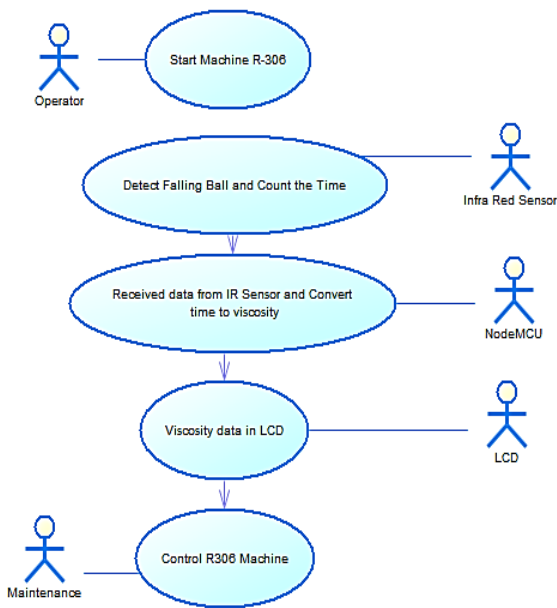 Start Machine R-306
Operator
Detect Falling Ball and Count the Time
Infra Red Sensor
Received data from IR Sensor and Convert
time to viscosity
NodeMCU
Viscosity data in LCD
LCD
Control R306 Machine
Maintenance